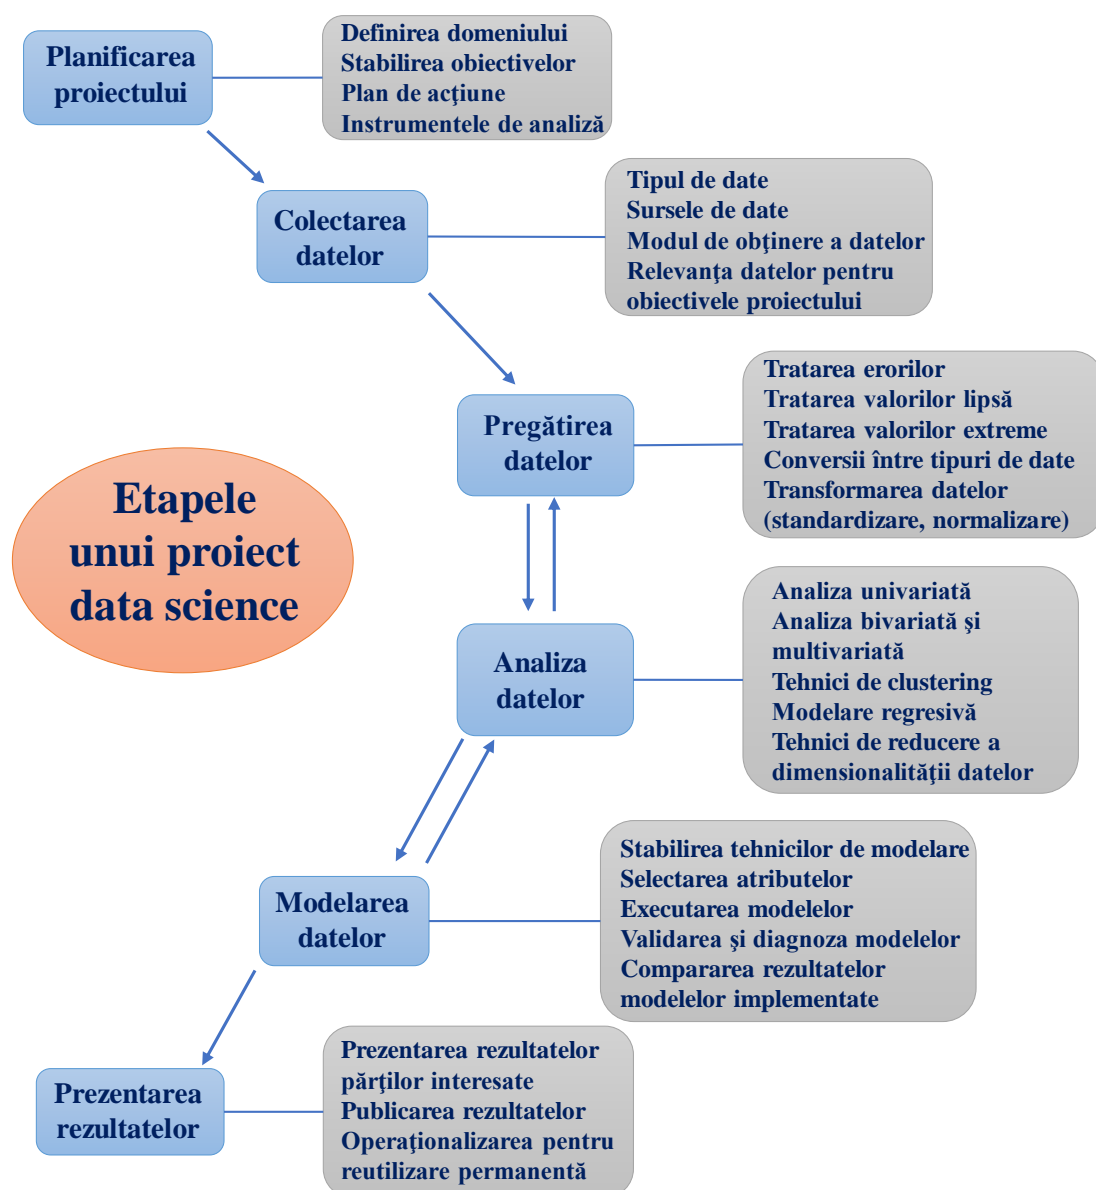 Planificarea
proiectului
Definirea domeniului
Stabilirea obiectivelor
Plan de acţiune
Instrumentele de analiză
Colectarea
datelor
Tipul de date
Sursele de date
Modul de obţinere a datelor
Relevanţa datelor pentru
obiectivele proiectului
Pregătirea
datelor
Tratarea erorilor
Tratarea valorilor lipsă
Tratarea valorilor extreme
Conversii între tipuri de date
Transformarea datelor
(standardizare, normalizare)
Etapele
unui proiect
data science
Analiza
datelor
Analiza univariată
Analiza bivariată şi
multivariată
Tehnici de clustering
Modelare regresivă
Tehnici de reducere a
dimensionalităţii datelor
Modelarea
datelor
Stabilirea tehnicilor de modelare
Selectarea atributelor
Executarea modelelor
Validarea şi diagnoza modelelor
Compararea rezultatelor
modelelor implementate
Prezentarea
rezultatelor
Prezentarea rezultatelor
părţilor interesate
Publicarea rezultatelor
Operaţionalizarea pentru
reutilizare permanentă